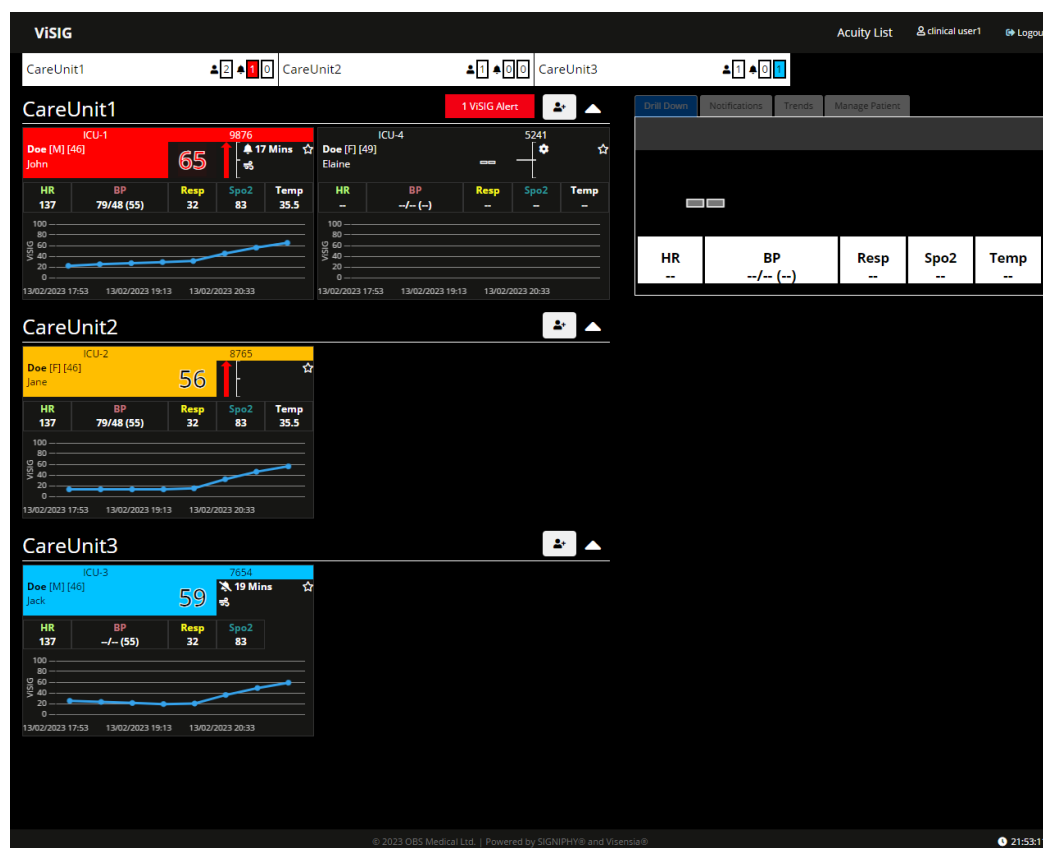 ViSIG Acuity List clinical user1 Logou
CareUnit1 2 1 0 CareUnit2 1 0 0 CareUnit3 1 0 1
CareUnit1 1 ViSIG Alert
Drill Down Notifications Trends Manage Patient
ICU-1 9876
Doe [M] [46] 65 17 Mins
John
HR BP Resp Spo2 Temp
137 79/48 (55) 32 83 35.5
100
80
60
40
20
0
ViSIG
13/02/2023 17:53 13/02/2023 19:13 13/02/2023 20:33
ICU-4 5241
Doe [F] [49] --
Elaine
HR BP Resp Spo2 Temp
-- --/-- (--) -- -- --
100
80
60
40
20
0
ViSIG
13/02/2023 17:53 13/02/2023 19:13 13/02/2023 20:33
--
HR BP Resp Spo2 Temp
-- --/-- (--) -- -- --
CareUnit2
ICU-2 8765
Doe [F] [46] 56
Jane
HR BP Resp Spo2 Temp
137 79/48 (55) 32 83 35.5
100
80
60
40
20
0
ViSIG
13/02/2023 17:53 13/02/2023 19:13 13/02/2023 20:33
CareUnit3
ICU-3 7654
Doe [M] [46] 59 19 Mins
Jack
HR BP Resp Spo2
137 --/-- (55) 32 83
100
80
60
40
20
0
ViSIG
13/02/2023 17:53 13/02/2023 19:13 13/02/2023 20:33
© 2023 OBS Medical Ltd. | Powered by SIGNIPHY® and Visensia® 21:53:1